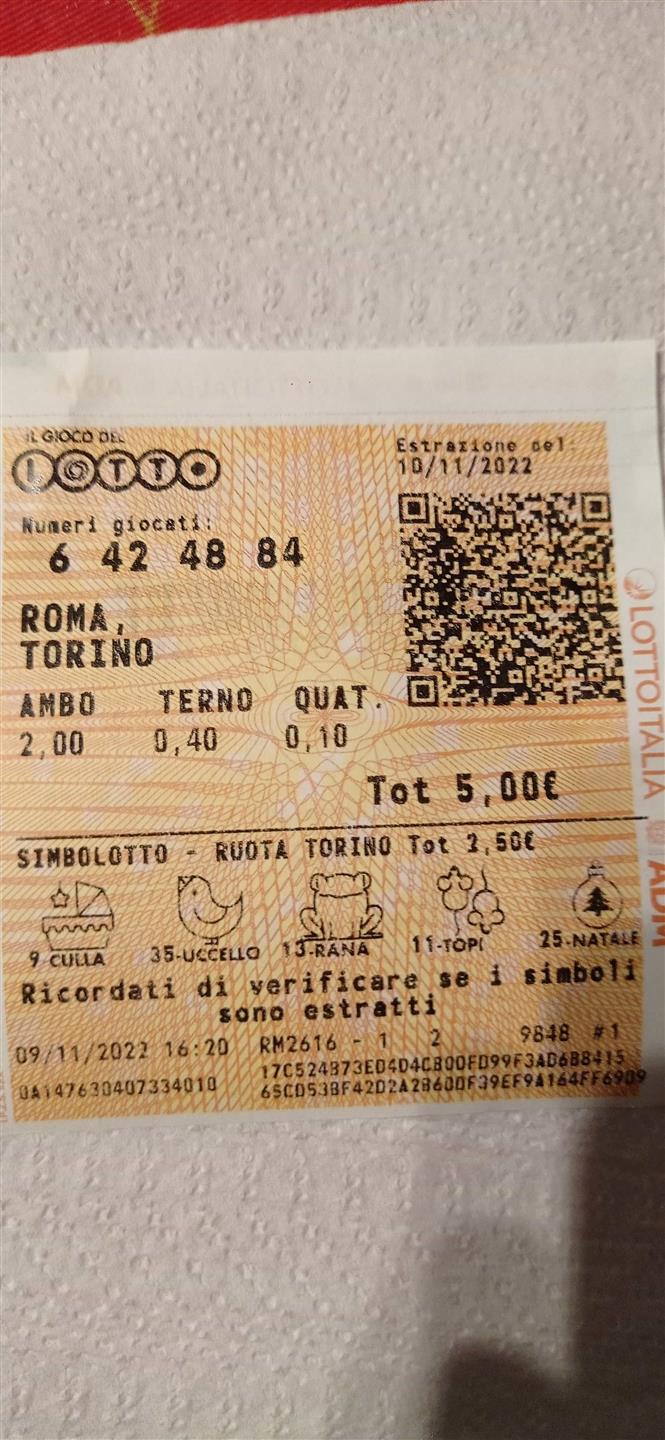 IL GIOCO DEL
LOTTO
Estrazione del:
10/11/2022
Numeri giocati:
6 42 48 84
ROMA,
TORINO
AMBO TERNO QUAT.
2,00 0,40 0,10
Tot 5,00€
LOTTOITALIA ADM
SIMBOLOTTO - RUOTA TORINO Tot 2,50€
9 CULLA 35-UCCELLO 13-RANA 11-TOPI 25-NATALE
Ricordati di verificare se i simboli
sono estratti
09/11/2022 16:20 RM2616 - 1 2 9848 #1
17C524B73ED4D4CB00FD99F3AD6B8415
0A147630407334010 65CD53BF42D2A2B600F39EF9A164FF6909